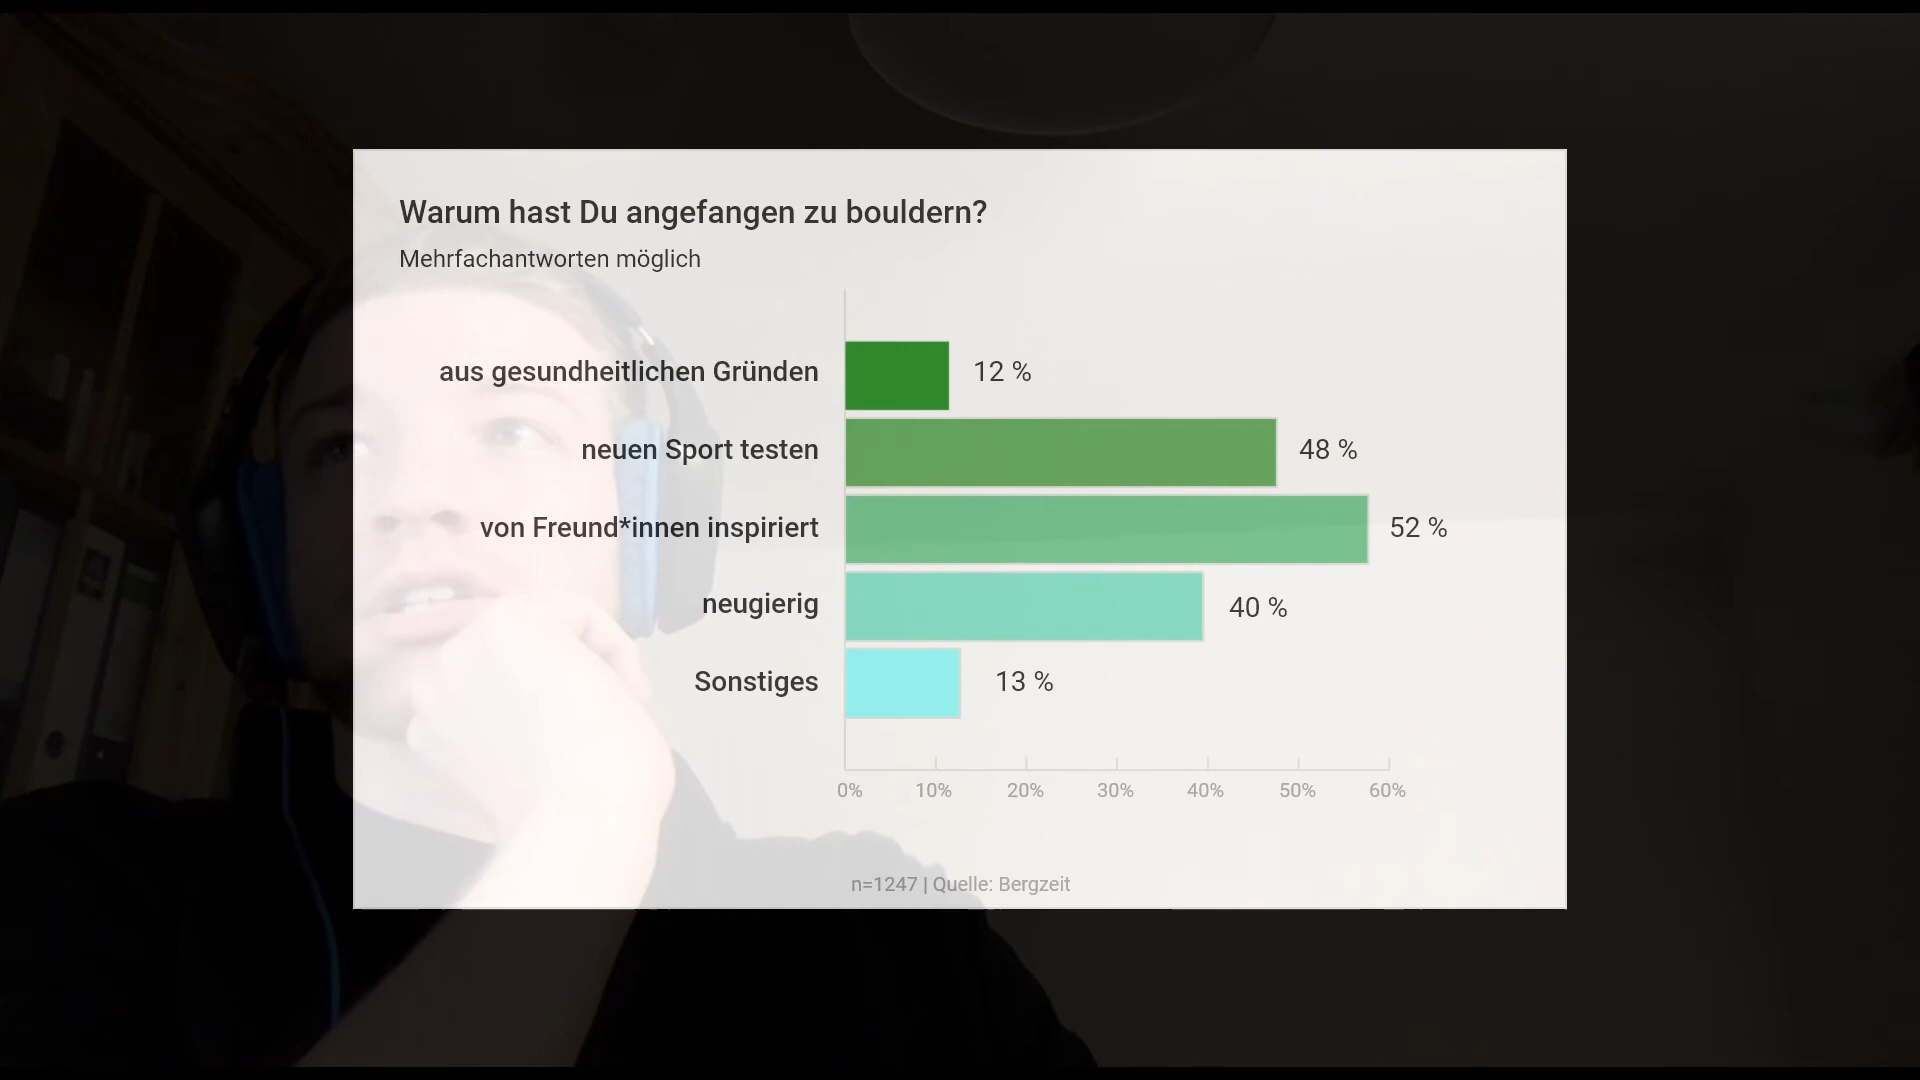 Warum hast Du angefangen zu bouldern?
Mehrfachantworten möglich
aus gesundheitlichen Gründen 12 %
neuen Sport testen 48 %
von Freund*innen inspiriert 52 %
neugierig 40 %
Sonstiges 13 %
0% 10% 20% 30% 40% 50% 60%
n=1247 | Quelle: Bergzeit